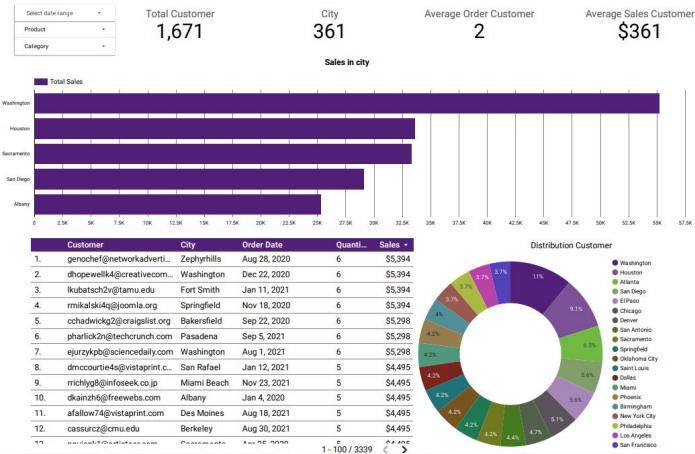 Select date range
Product
Category
Total Customer
1,671
City
361
Average Order Customer
2
Average Sales Customer
$361
Sales in city
Total Sales
Washington
Houston
Sacramento
San Diego
Albany
0 2.5K 5K 7.5K 10K 12.5K 15K 17.5K 20K 22.5K 25K 27.5K 30K 32.5K 35K 37.5K 40K 42.5K 45K 47.5K 50K 52.5K 55K 57.5K
Customer City Order Date Quanti... Sales
1. genochef@networkadverti... Zephyrhills Aug 28, 2020 6 $5,394
2. dhopewellk4@creativecom... Washington Dec 22, 2020 6 $5,394
3. lkubatsch2v@tamu.edu Fort Smith Jan 11, 2021 6 $5,394
4. rmikalski4q@joomla.org Springfield Nov 18, 2020 6 $5,394
5. cchadwickg2@craigslist.org Bakersfield Sep 22, 2020 6 $5,298
6. pharlick2n@techcrunch.com Pasadena Sep 5, 2021 6 $5,298
7. ejurzykpb@sciencedaily.com Washington Aug 1, 2021 6 $5,298
8. dmccourtie4s@vistaprint.c... San Rafael Jan 12, 2021 5 $4,495
9. rrichlyg8@infoseek.co.jp Miami Beach Nov 23, 2021 5 $4,495
10. dkainzh6@freewebs.com Albany Jan 4, 2020 5 $4,495
11. afallow74@vistaprint.com Des Moines Aug 18, 2021 5 $4,495
12. cassurcz@cmu.edu Berkeley Aug 30, 2021 5 $4,495
1 - 100 / 3339 < >
Distribution Customer
11%
9.1%
6.3%
5.6%
5.6%
5.1%
4.7%
4.4%
4.2%
4.2%
4.2%
4.2%
4.2%
4.2%
4.2%
4%
3.7%
3.7%
3.7%
3.7%
Washington
Houston
Atlanta
San Diego
El Paso
Chicago
Denver
San Antonio
Sacramento
Springfield
Oklahoma City
Saint Louis
Dallas
Miami
Phoenix
Birmingham
New York City
Philadelphia
Los Angeles
San Francisco